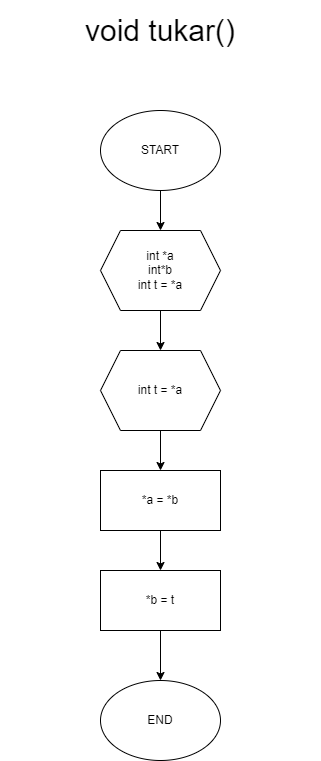 void tukar()
START
int *a
int*b
int t = *a
int t = *a
*a = *b
*b = t
END